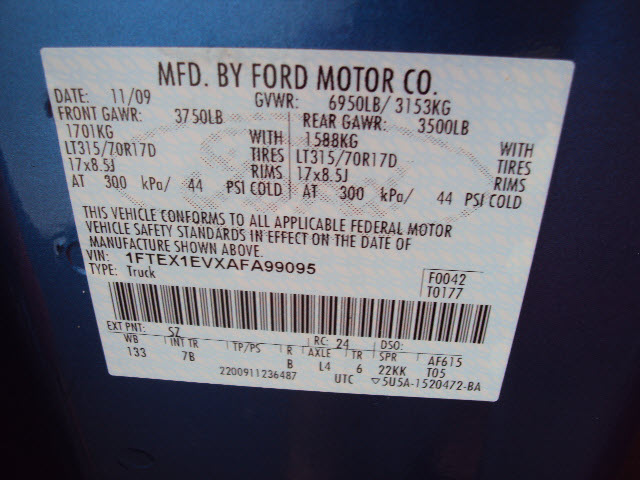 MFD. BY FORD MOTOR CO.
DATE: 11/09 GVWR: 6950LB/ 3153KG
FRONT GAWR: 3750LB REAR GAWR: 3500LB
1701KG WITH 1588KG WITH
LT315/70R17D TIRES LT315/70R17D TIRES
17x8.5J RIMS 17x8.5J RIMS
AT 300 kPa/ 44 PSI COLD AT 300 kPa/ 44 PSI COLD
THIS VEHICLE CONFORMS TO ALL APPLICABLE FEDERAL MOTOR
VEHICLE SAFETY STANDARDS IN EFFECT ON THE DATE OF
MANUFACTURE SHOWN ABOVE.
VIN: 1FTEX1EVXAFA99095 F0042
TYPE: Truck T0177
EXT PNT: SZ RC: 24 DSO:
WB INT TR TP/PS R AXLE TR SPR AF615
133 7B B L4 6 22KK T05
2200911236487 UTC ▽5U5A-1520472-BA